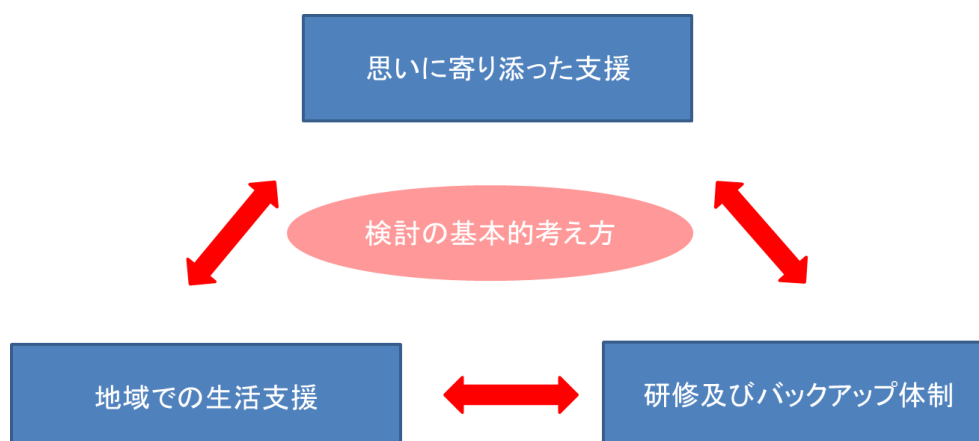 思いに寄り添った支援
検討の基本的考え方
地域での生活支援
研修及びバックアップ体制